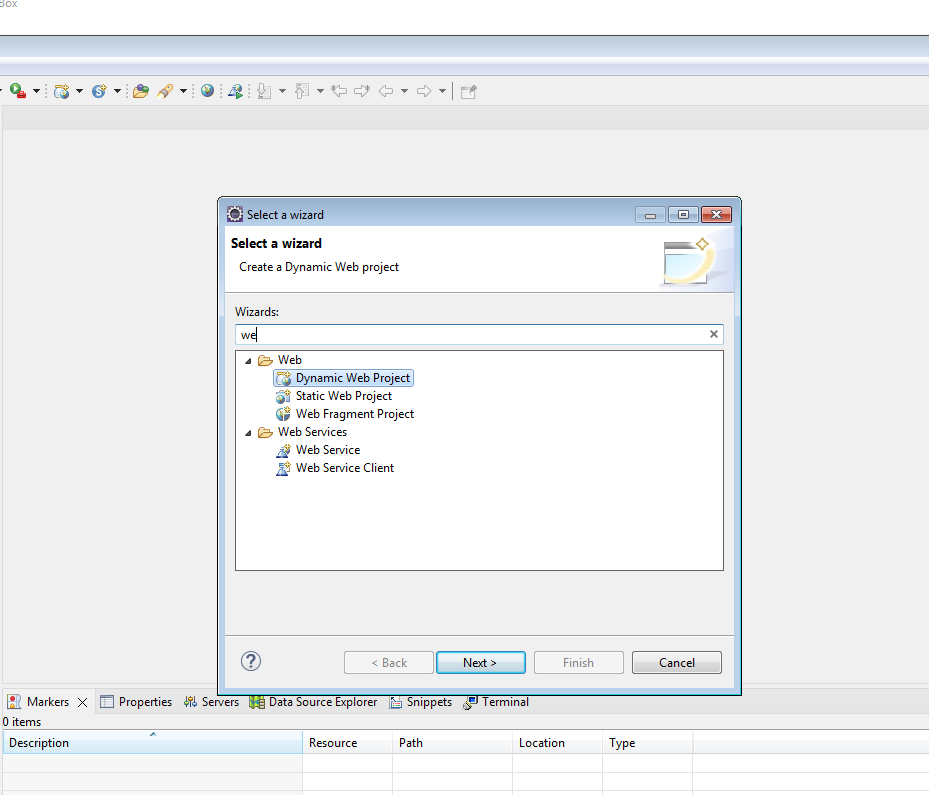 Box
Select a wizard
Select a wizard
Create a Dynamic Web project
Wizards:
we
Web
Dynamic Web Project
Static Web Project
Web Fragment Project
Web Services
Web Service
Web Service Client
< Back Next > Finish Cancel
Markers Properties Servers Data Source Explorer Snippets Terminal
0 items
Description Resource Path Location Type